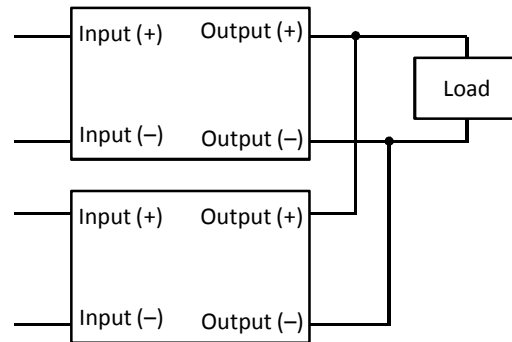 Input (+) Output (+)
Load
Input (–) Output (–)
Input (+) Output (+)
Input (–) Output (–)